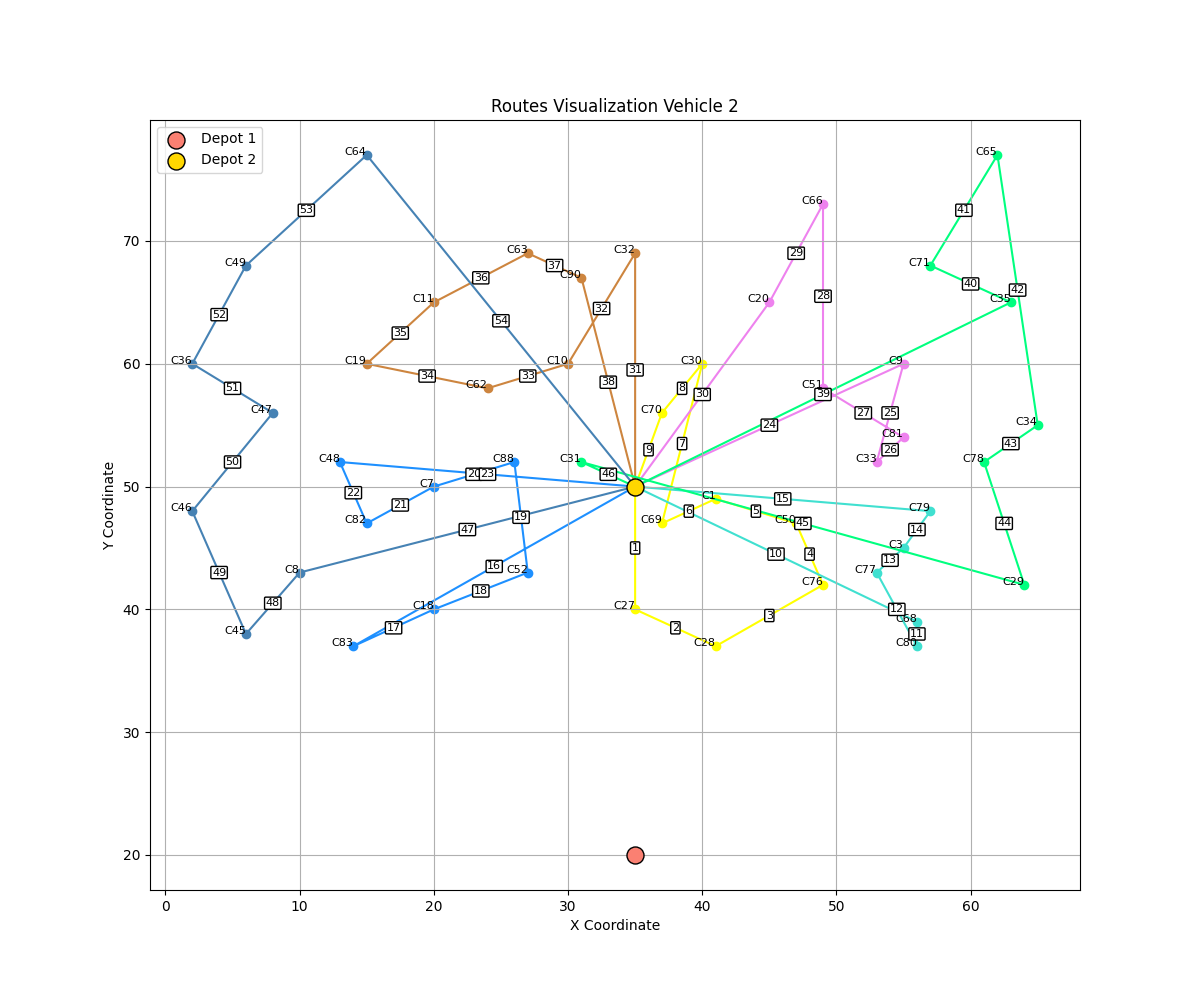 Routes Visualization Vehicle 2
Depot 1
Depot 2
C64
C65
53
41
C66
70
29
C63
C32
C49
37
C71
C90
36
40
42
28
C11
C20
C35
32
52
54
35
31
C36
C19
C10
C30
C9
34
33
38
51
C62
8
30
C51
39
C47
C70
24
27
25
60
C34
C81
7
43
9
26
50
C48
C88
C31
C33
C78
20
23
46
22
C7
50
C1
15
21
C46
19
6
5
C79
C82
C69
C50
45
44
47
14
1
C3
10
4
16
13
49
C8
C52
C77
18
C76
C29
48
C18
C27
12
40
3
C68
17
2
C45
11
C83
C28
C80
30
20
0
10
20
30
40
50
60
X Coordinate
Y Coordinate